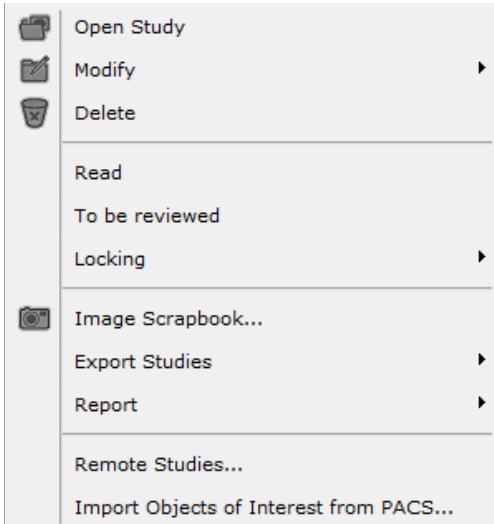 Open Study
Modify
Delete
Read
To be reviewed
Locking
Image Scrapbook...
Export Studies
Report
Remote Studies...
Import Objects of Interest from PACS...